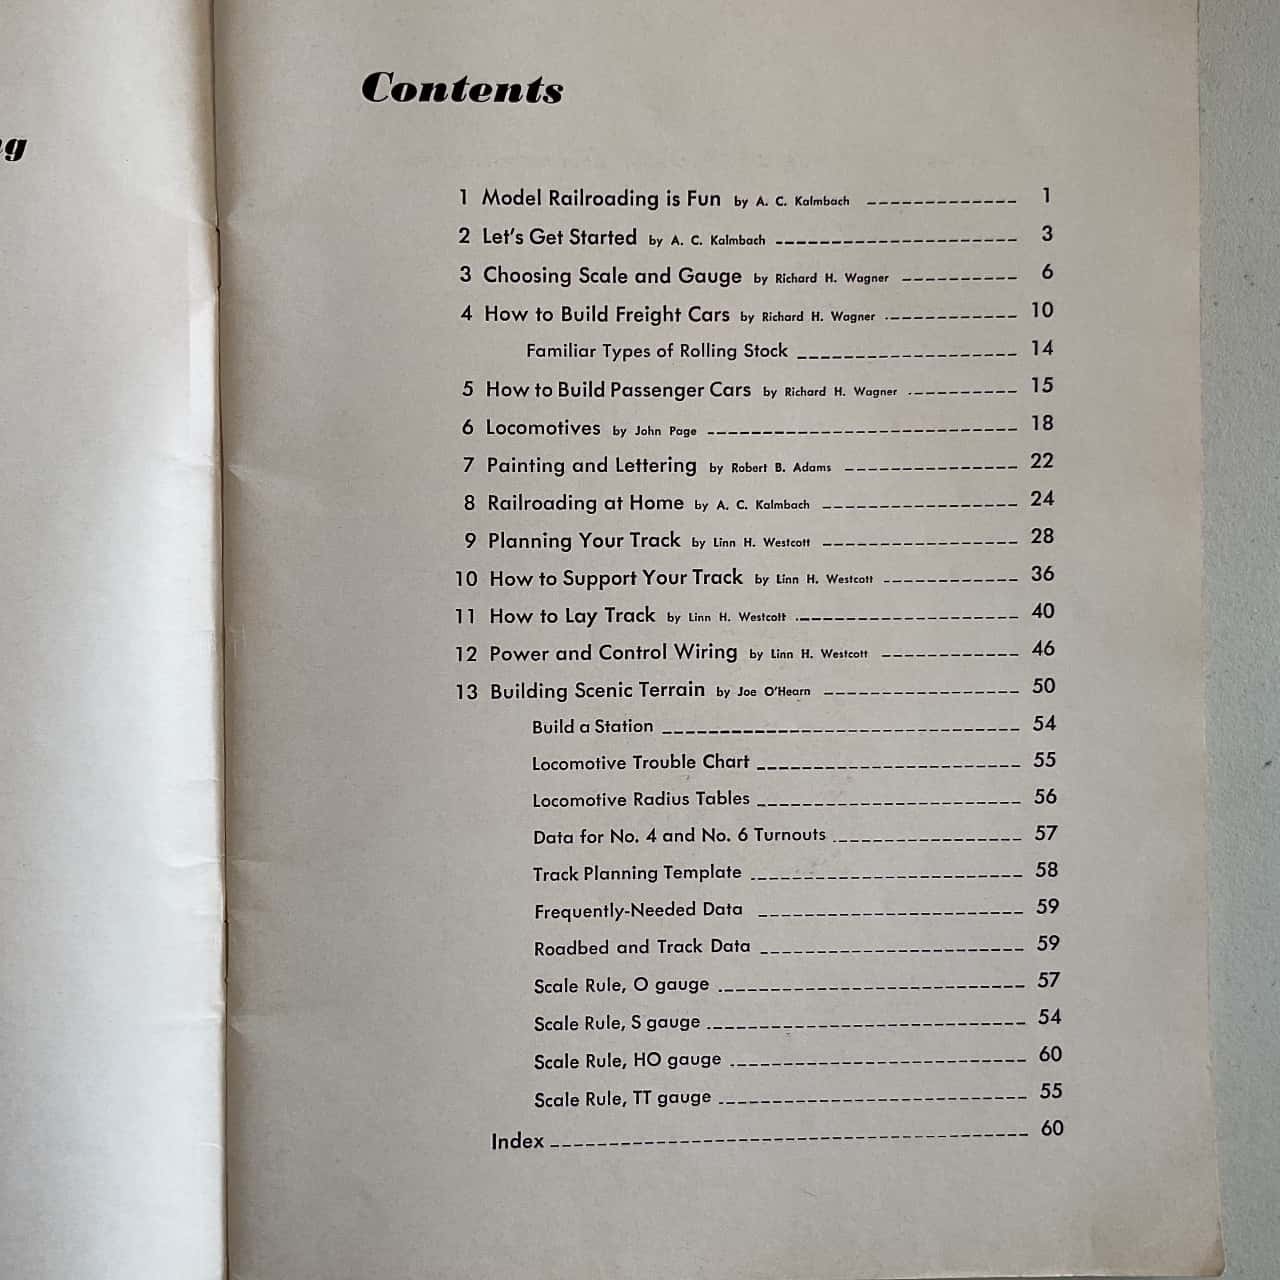 Contents
1 Model Railroading is Fun by A. C. Kalmbach 1
2 Let's Get Started by A. C. Kalmbach 3
3 Choosing Scale and Gauge by Richard H. Wagner 6
4 How to Build Freight Cars by Richard H. Wagner 10
Familiar Types of Rolling Stock 14
5 How to Build Passenger Cars by Richard H. Wagner 15
6 Locomotives by John Page 18
7 Painting and Lettering by Robert B. Adams 22
8 Railroading at Home by A. C. Kalmbach 24
9 Planning Your Track by Linn H. Westcott 28
10 How to Support Your Track by Linn H. Westcott 36
11 How to Lay Track by Linn H. Westcott 40
12 Power and Control Wiring by Linn H. Westcott 46
13 Building Scenic Terrain by Joe O'Hearn 50
Build a Station 54
Locomotive Trouble Chart 55
Locomotive Radius Tables 56
Data for No. 4 and No. 6 Turnouts 57
Track Planning Template 58
Frequently-Needed Data 59
Roadbed and Track Data 59
Scale Rule, O gauge 57
Scale Rule, S gauge 54
Scale Rule, HO gauge 60
Scale Rule, TT gauge 55
Index 60